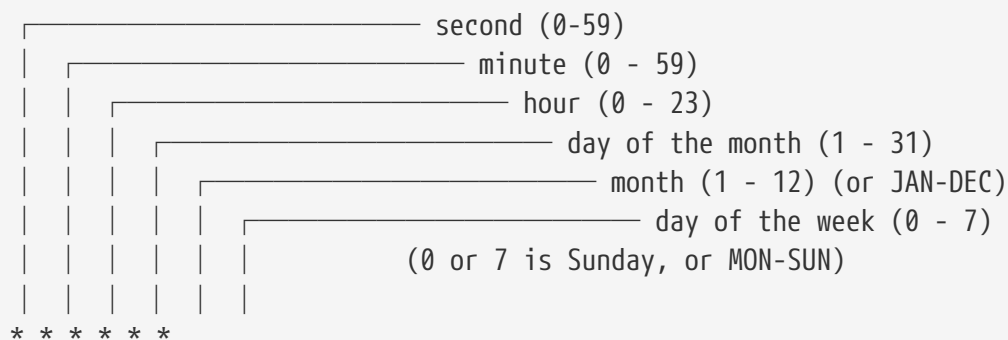 second (0-59)
minute (0 - 59)
hour (0 - 23)
day of the month (1 - 31)
month (1 - 12) (or JAN-DEC)
day of the week (0 - 7)
(0 or 7 is Sunday, or MON-SUN)
* * * * * *